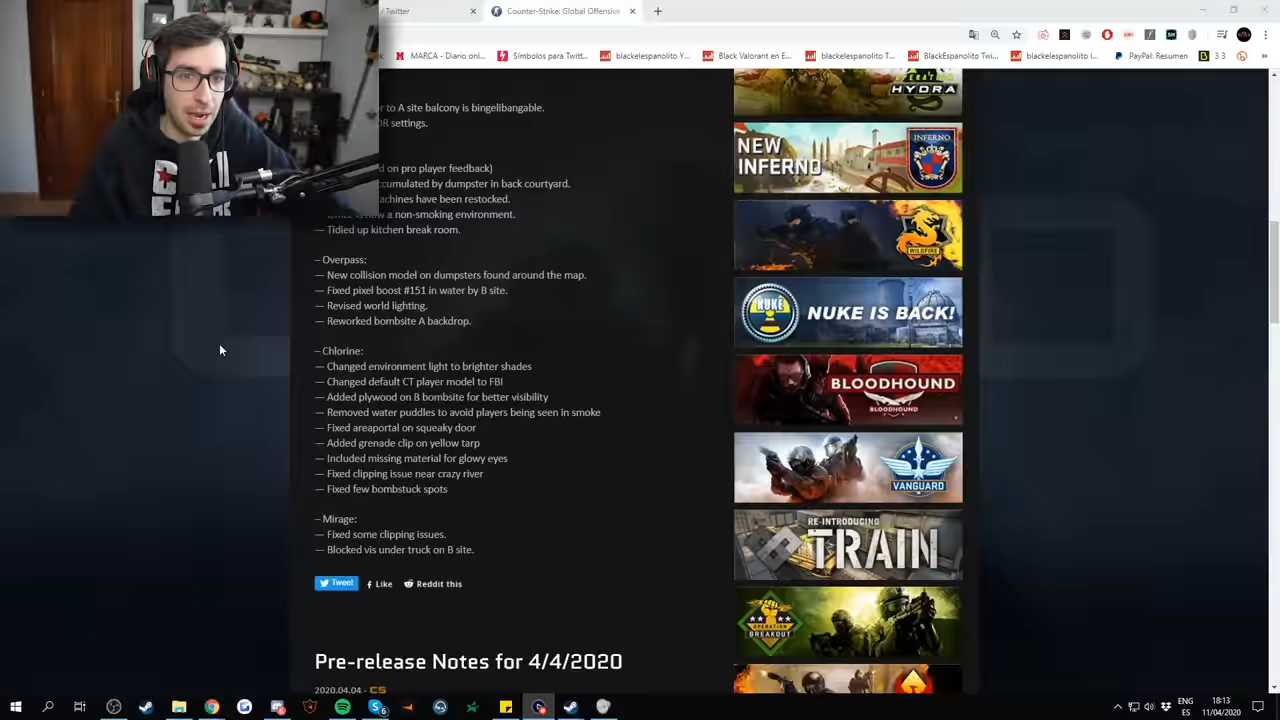 / Twitter
Counter-Strike: Global Offensive
MARCA - Diario onl...
Símbolos para Twitt...
blackelespanolito Y...
Black Valorant en E...
blackelespanolito T...
BlackEspanolito Twi...
blackelespanolito I...
PayPal: Resumen
3 3
OPERATION
HYDRA
r to A site balcony is bingelibangable.
DR settings.
NEW
INFERNO
INFERNO
d on pro player feedback)
ccumulated by dumpster in back courtyard.
achines have been restocked.
— Office is now a non-smoking environment.
— Tidied up kitchen break room.
WILDFIRE
– Overpass:
— New collision model on dumpsters found around the map.
— Fixed pixel boost #151 in water by B site.
— Revised world lighting.
— Reworked bombsite A backdrop.
NUKE
NUKE IS BACK!
– Chlorine:
— Changed environment light to brighter shades
— Changed default CT player model to FBI
— Added plywood on B bombsite for better visibility
— Removed water puddles to avoid players being seen in smoke
— Fixed areaportal on squeaky door
— Added grenade clip on yellow tarp
— Included missing material for glowy eyes
— Fixed clipping issue near crazy river
— Fixed few bombstuck spots
BLOODHOUND
BLOODHOUND
VANGUARD
– Mirage:
— Fixed some clipping issues.
— Blocked vis under truck on B site.
RE-INTRODUCING
TRAIN
Tweet
Like
Reddit this
OPERATION
BREAKOUT
Pre-release Notes for 4/4/2020
2020.04.04 - CS
ENG
ES
18:13
11/04/2020